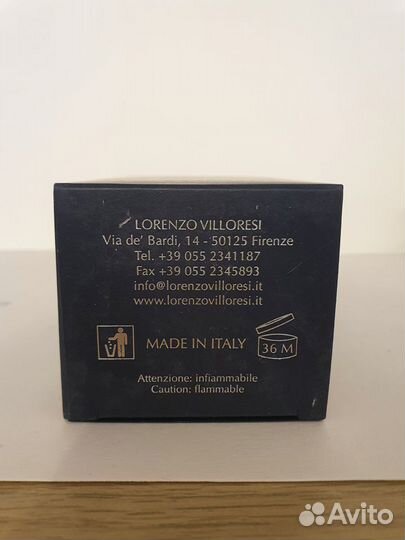 LORENZO VILLORESI
Via de' Bardi, 14 - 50125 Firenze
Tel. +39 055 2341187
Fax +39 055 2345893
info@lorenzovilloresi.it
www.lorenzovilloresi.it
MADE IN ITALY
36 M
Attenzione: infiammabile
Caution: flammable
Avito